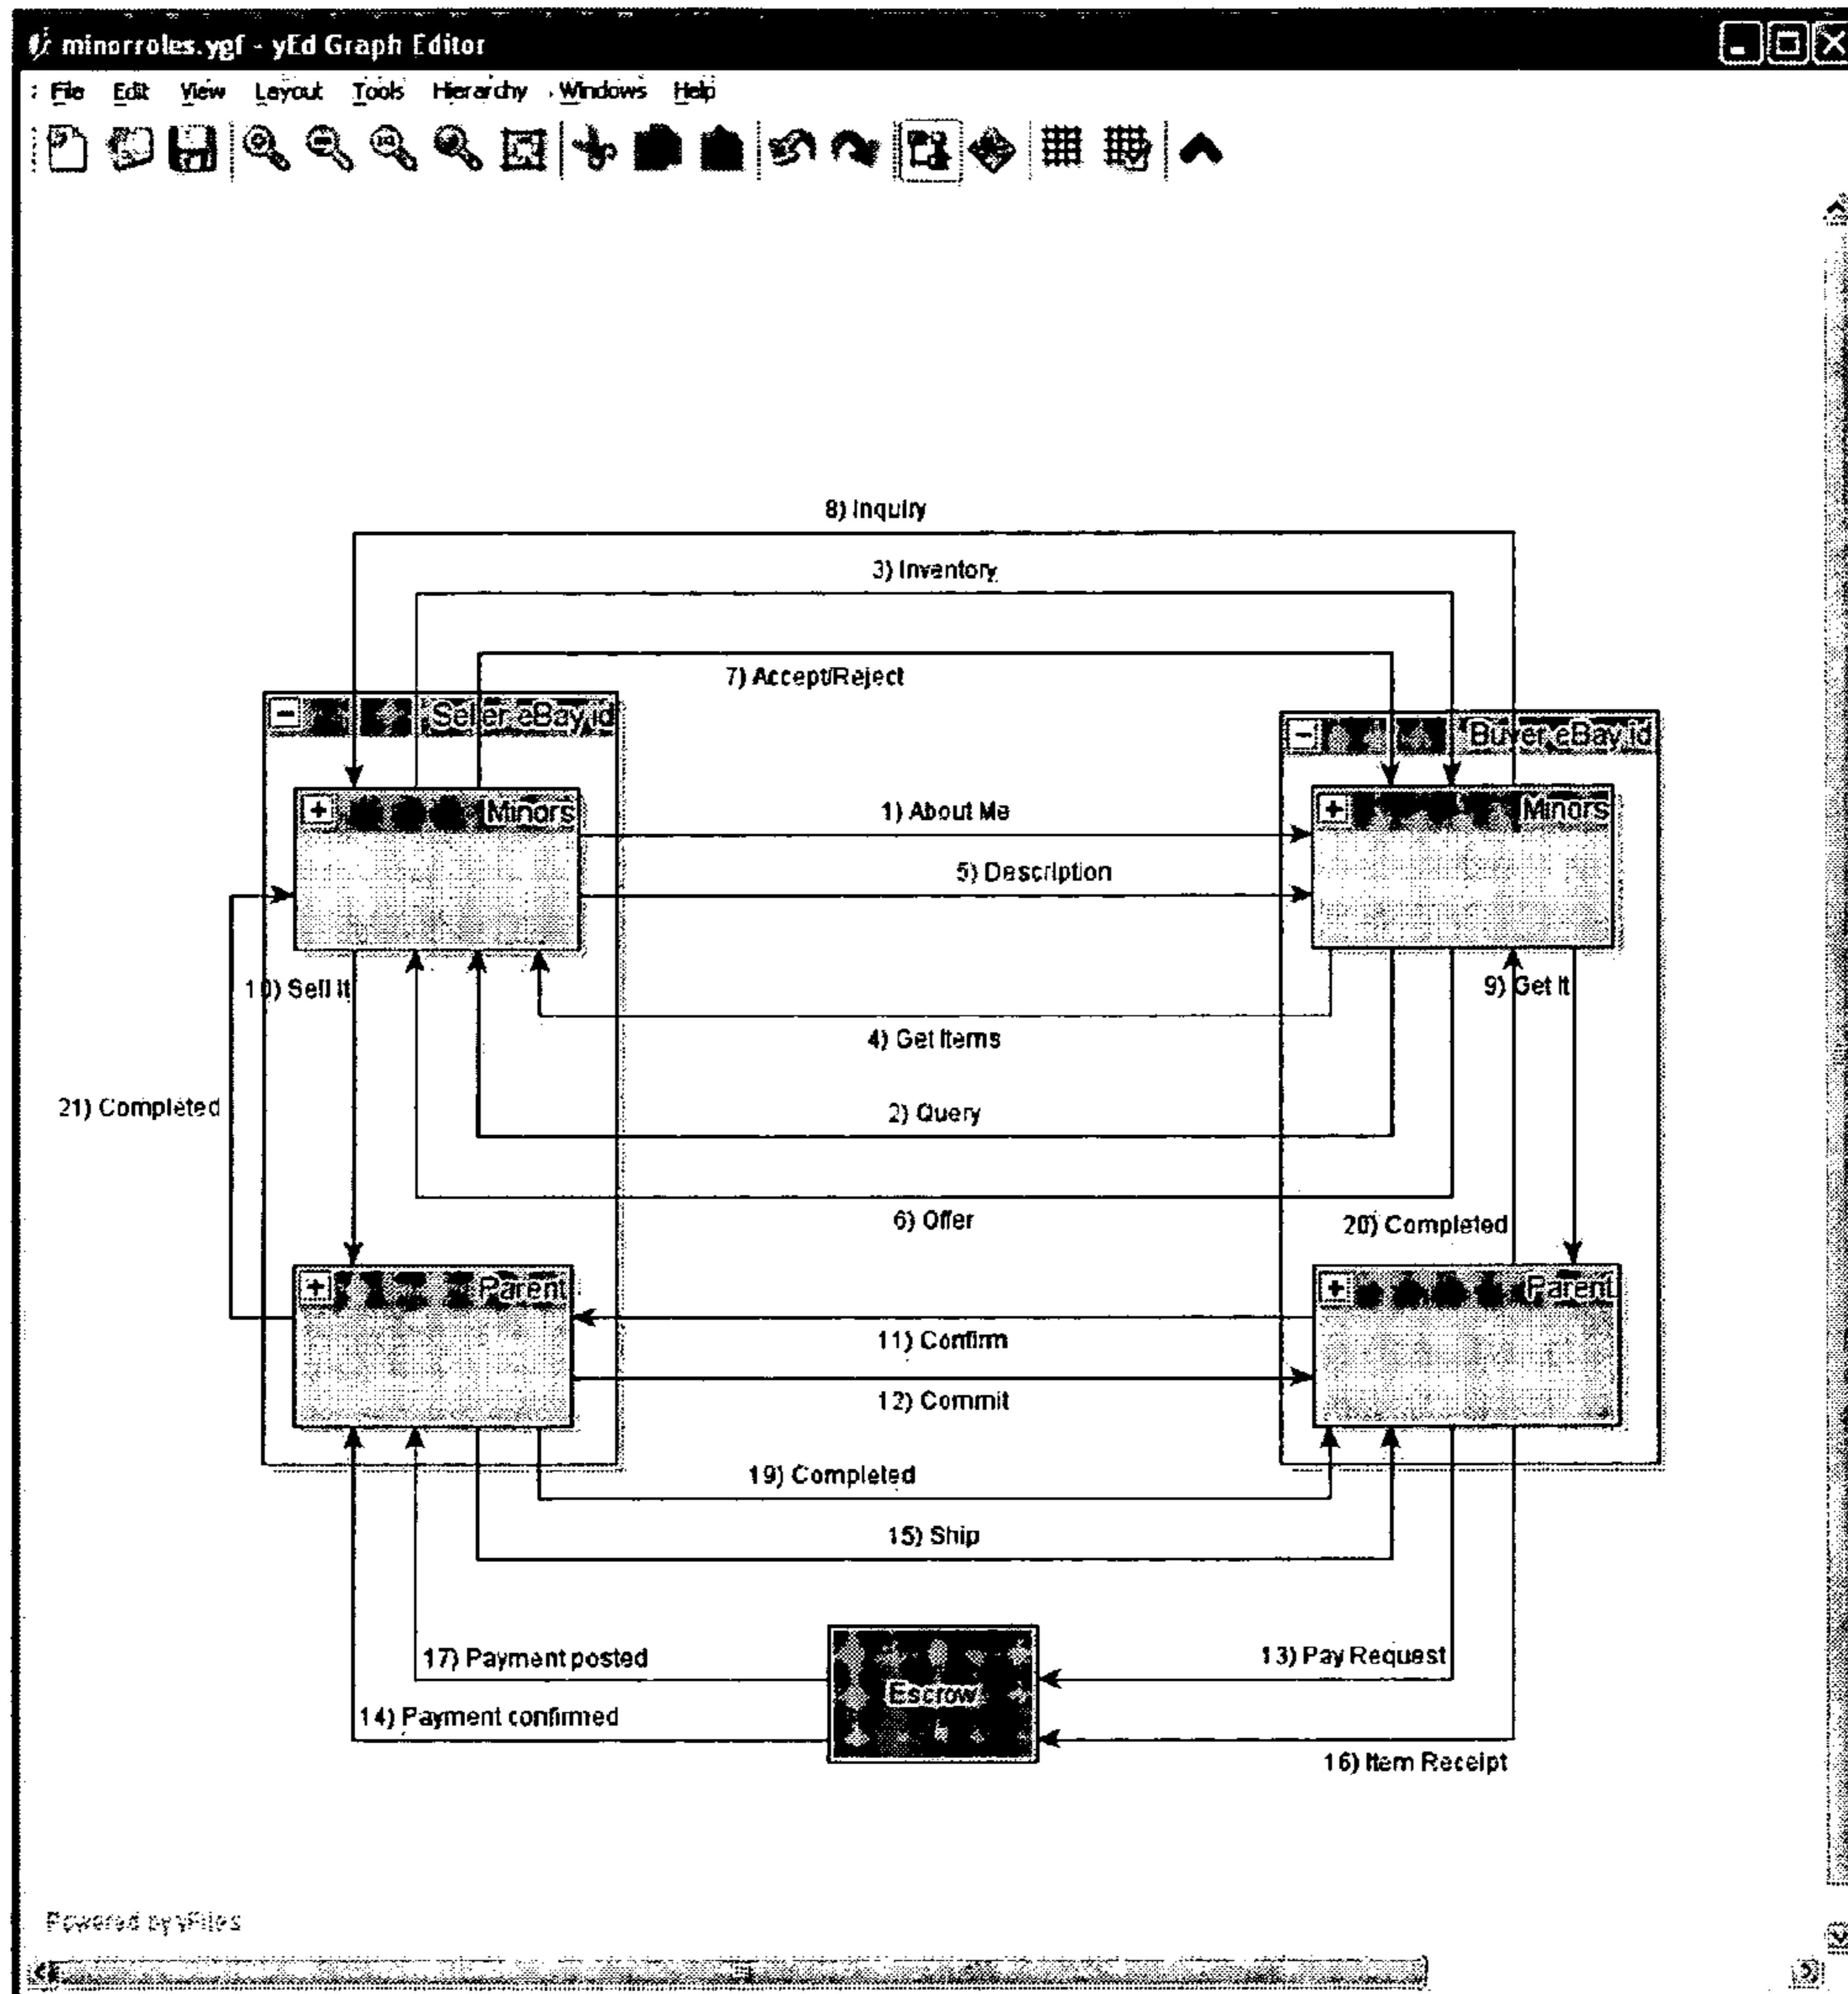 minorroles.ygf - yEd Graph Editor
File Edit View Layout Tools Hierarchy Windows Help
8) Inquiry
3) Inventory
7) Accept/Reject
Seller eBay id
Buyer eBay id
Minors
Minors
1) About Me
5) Description
10) Sell It
9) Get It
4) Get Items
21) Completed
2) Query
6) Offer
20) Completed
Parent
Parent
11) Confirm
12) Commit
19) Completed
15) Ship
17) Payment posted
13) Pay Request
Escrow
14) Payment confirmed
16) Item Receipt
Powered by yFiles